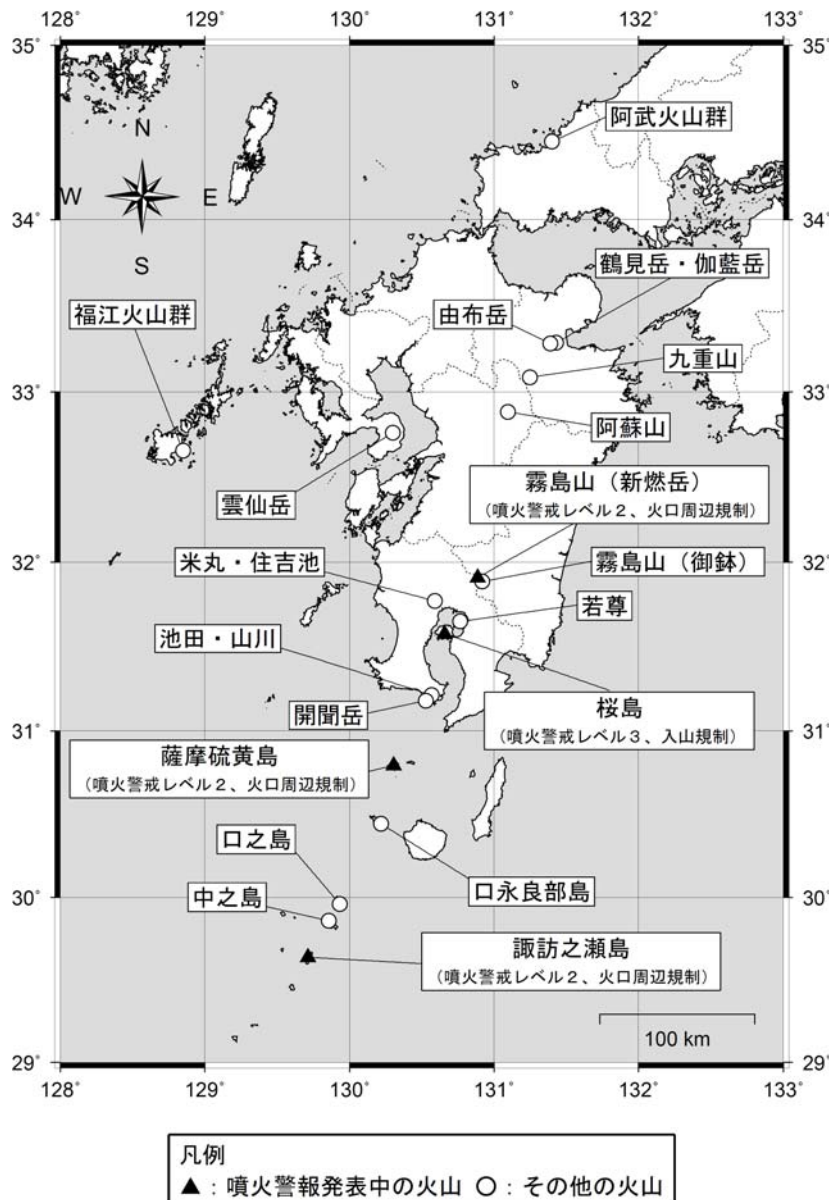 128˚ 129˚ 130˚ 131˚ 132˚ 133˚
35˚
阿武火山群
N
W E
S
34˚
鶴見岳・伽藍岳
福江火山群
由布岳
九重山
33˚
阿蘇山
雲仙岳
霧島山（新燃岳）
（噴火警戒レベル２、火口周辺規制）
32˚
米丸・住吉池
霧島山（御鉢）
若尊
池田・山川
開聞岳
桜島
（噴火警戒レベル３、入山規制）
31˚
薩摩硫黄島
（噴火警戒レベル２、火口周辺規制）
口之島
口永良部島
中之島
30˚
諏訪之瀬島
（噴火警戒レベル２、火口周辺規制）
100 km
29˚
128˚ 129˚ 130˚ 131˚ 132˚ 133˚
凡例
▲：噴火警報発表中の火山 ○：その他の火山